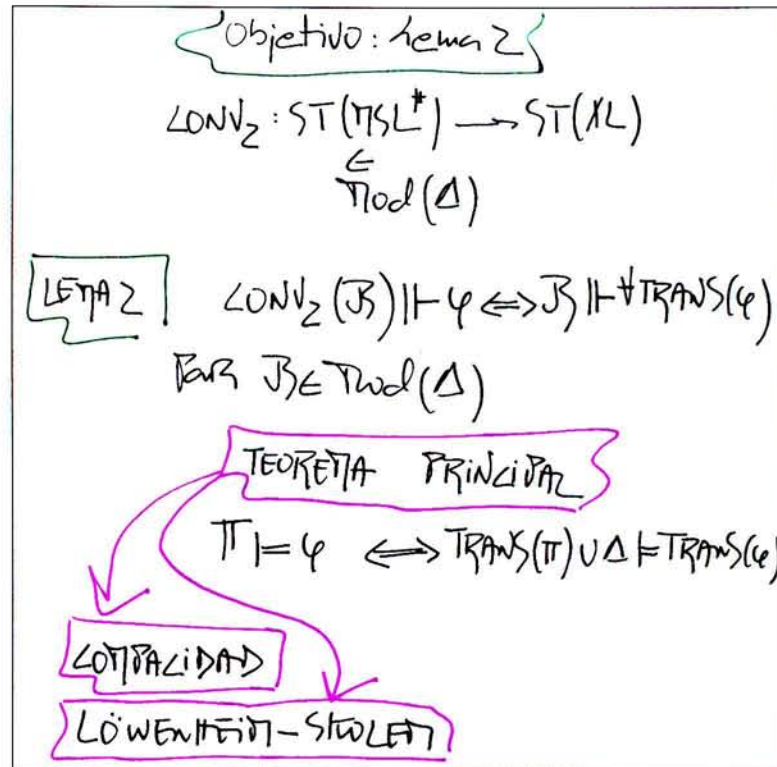 Objetivo: Lema 2
CONV₂ : ST(MSL*) → ST(XL)
∈
Mod(Δ)
LEMA 2 CONV₂(B) ⊩ φ ⟺ B ⊩ ∀TRANS(φ)
PARA B ∈ Mod(Δ)
TEOREMA PRINCIPAL
Π ⊨ φ ⟺ TRANS(Π) ∪ Δ ⊨ TRANS(φ)
COMPACIDAD
LÖWENHEIM-SKOLEM